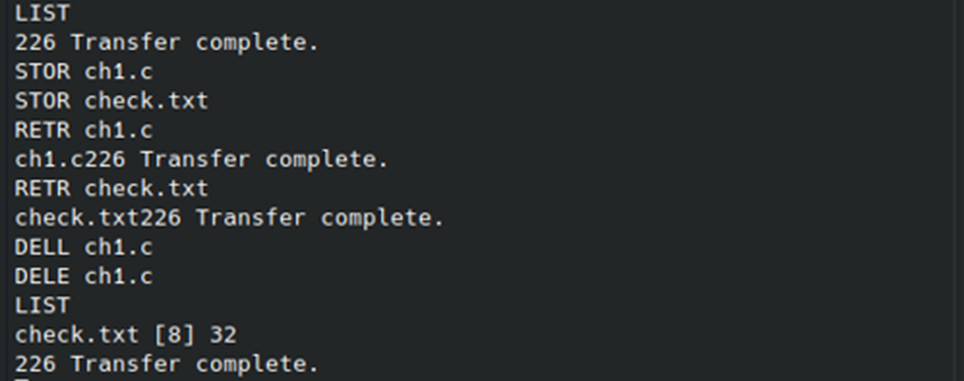 LIST
226 Transfer complete.
STOR ch1.c
STOR check.txt
RETR ch1.c
ch1.c226 Transfer complete.
RETR check.txt
check.txt226 Transfer complete.
DELL ch1.c
DELE ch1.c
LIST
check.txt [8] 32
226 Transfer complete.